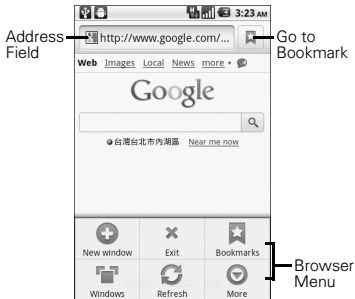 3:23 AM
Address Field
http://www.google.com/...
Go to Bookmark
Web Images Local News more
Google
台灣台北市內湖區 Near me now
New window Exit Bookmarks
Browser Menu
Windows Refresh More